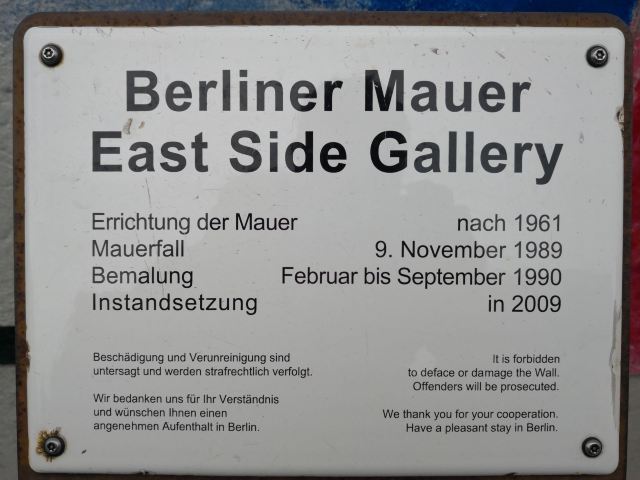 Berliner Mauer
East Side Gallery
Errichtung der Mauer nach 1961
Mauerfall 9. November 1989
Bemalung Februar bis September 1990
Instandsetzung in 2009
Beschädigung und Verunreinigung sind
untersagt und werden strafrechtlich verfolgt.
Wir bedanken uns für Ihr Verständnis
und wünschen Ihnen einen
angenehmen Aufenthalt in Berlin.
It is forbidden
to deface or damage the Wall.
Offenders will be prosecuted.
We thank you for your cooperation.
Have a pleasant stay in Berlin.